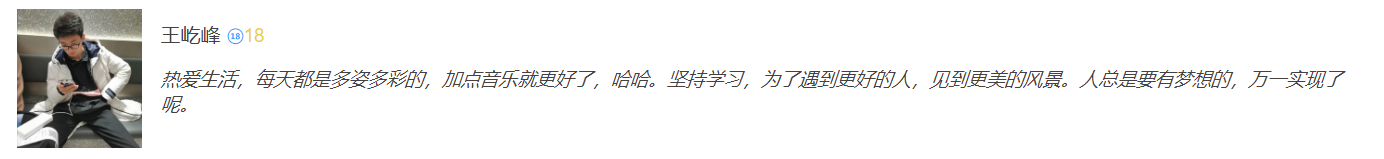 王屹峰 18 18
热爱生活，每天都是多姿多彩的，加点音乐就更好了，哈哈。坚持学习，为了遇到更好的人，见到更美的风景。人总是要有梦想的，万一实现了
呢。